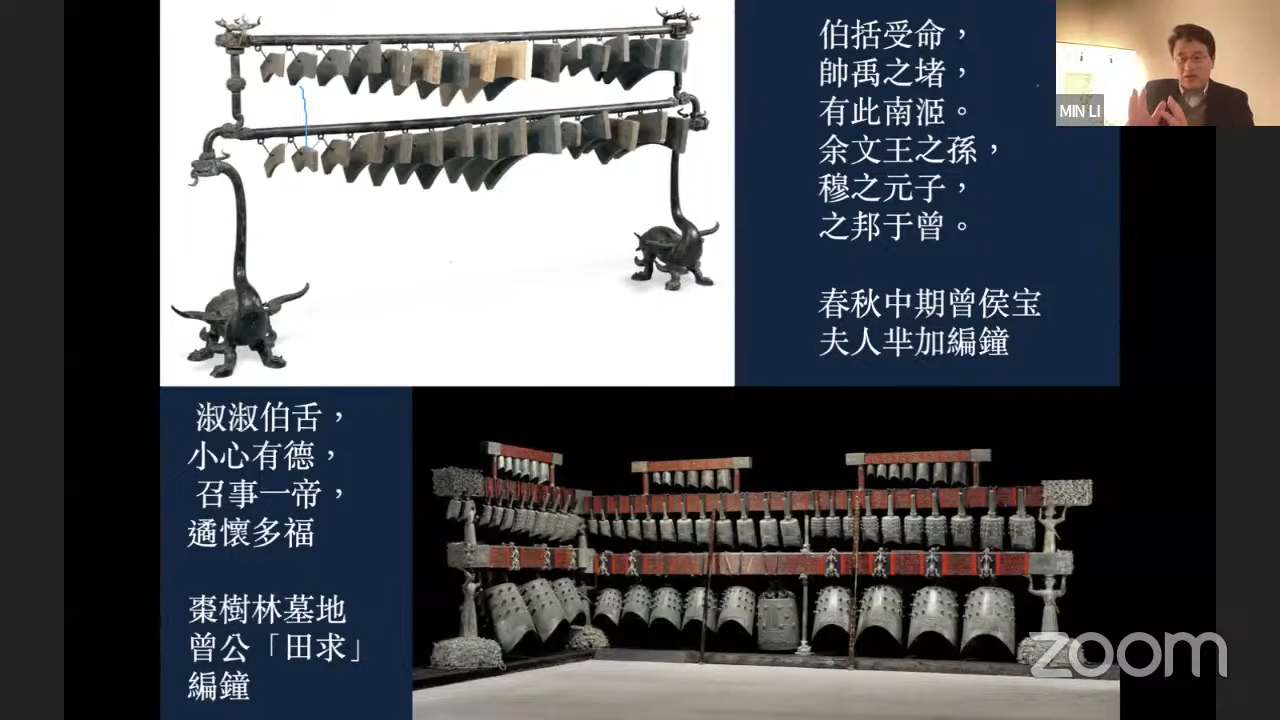 伯括受命，
帥禹之堵，
有此南洍。
余文王之孫，
穆之元子，
之邦于曾。
春秋中期曾侯宝
夫人芈加編鐘
MIN LI
淑淑伯舌，
小心有德，
召事一帝，
遹懷多福
棗樹林墓地
曾公「田求」
編鐘
zoom